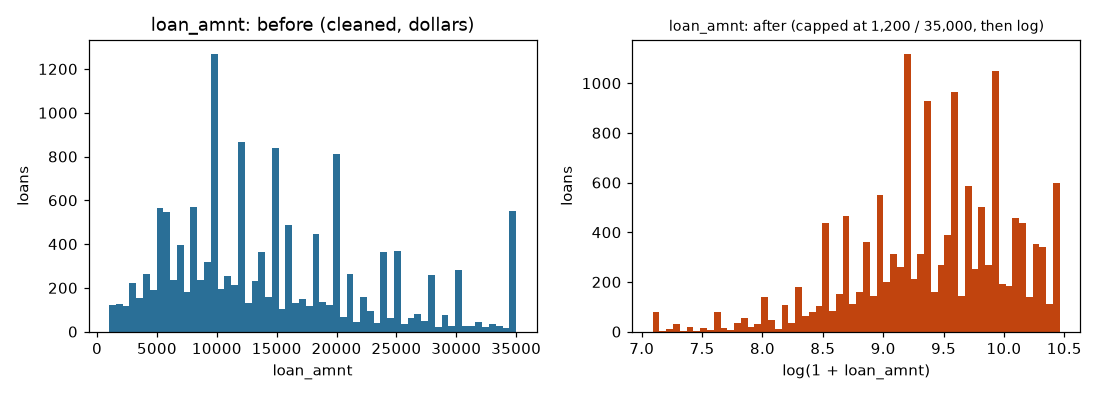 loan_amnt: before (cleaned, dollars)
1200
1000
800
600
400
200
0
loans
0 5000 10000 15000 20000 25000 30000 35000
loan_amnt
loan_amnt: after (capped at 1,200 / 35,000, then log)
1000
800
600
400
200
0
loans
7.0 7.5 8.0 8.5 9.0 9.5 10.0 10.5
log(1 + loan_amnt)